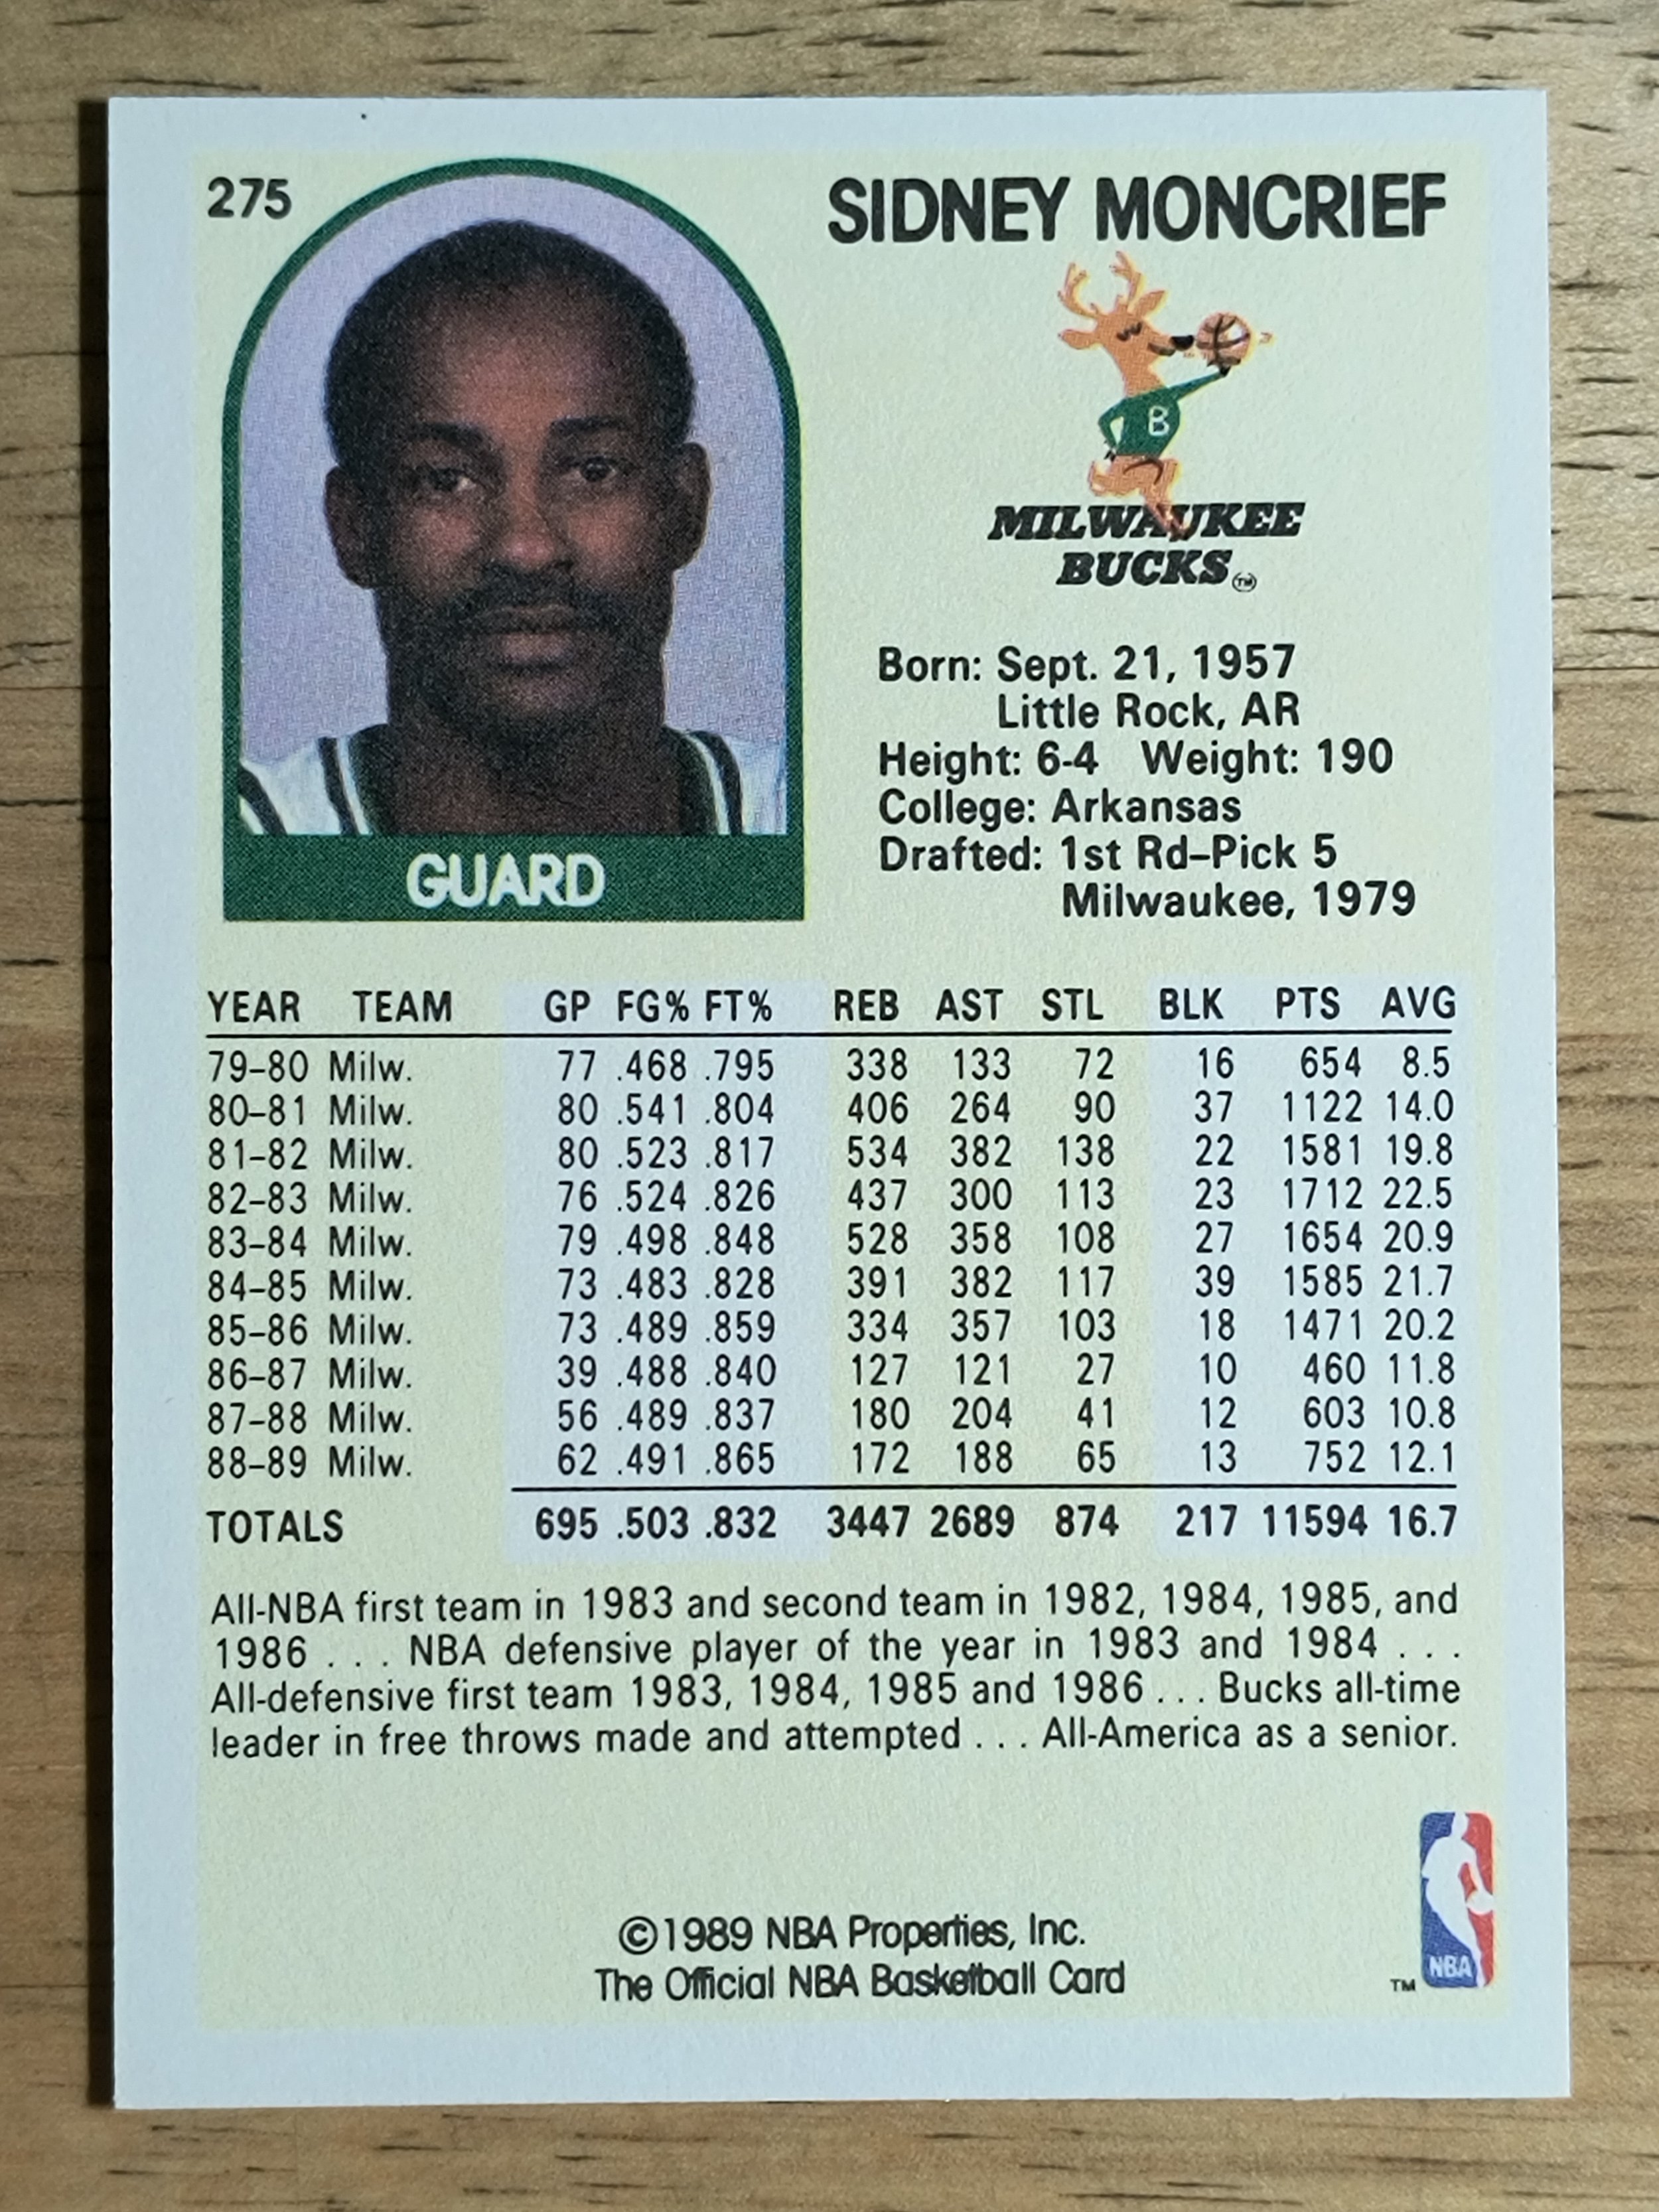 275
SIDNEY MONCRIEF
B
MILWAUKEE
BUCKS TM
Born: Sept. 21, 1957
Little Rock, AR
Height: 6-4 Weight: 190
College: Arkansas
Drafted: 1st Rd–Pick 5
Milwaukee, 1979
GUARD
YEAR TEAM GP FG% FT% REB AST STL BLK PTS AVG
79–80 Milw. 77 .468 .795 338 133 72 16 654 8.5
80–81 Milw. 80 .541 .804 406 264 90 37 1122 14.0
81–82 Milw. 80 .523 .817 534 382 138 22 1581 19.8
82–83 Milw. 76 .524 .826 437 300 113 23 1712 22.5
83–84 Milw. 79 .498 .848 528 358 108 27 1654 20.9
84–85 Milw. 73 .483 .828 391 382 117 39 1585 21.7
85–86 Milw. 73 .489 .859 334 357 103 18 1471 20.2
86–87 Milw. 39 .488 .840 127 121 27 10 460 11.8
87–88 Milw. 56 .489 .837 180 204 41 12 603 10.8
88–89 Milw. 62 .491 .865 172 188 65 13 752 12.1
TOTALS 695 .503 .832 3447 2689 874 217 11594 16.7
All-NBA first team in 1983 and second team in 1982, 1984, 1985, and
1986 . . . NBA defensive player of the year in 1983 and 1984 . . .
All-defensive first team 1983, 1984, 1985 and 1986 . . . Bucks all-time
leader in free throws made and attempted . . . All-America as a senior.
©1989 NBA Properties, Inc.
The Official NBA Basketball Card
TM NBA